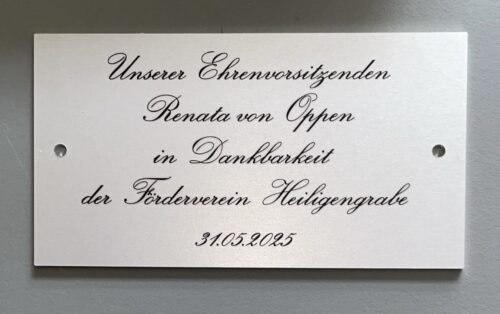 Unserer Ehrenvorsitzenden
Renata von Oppen
in Dankbarkeit
der Förderverein Heiligengrabe
31.05.2025